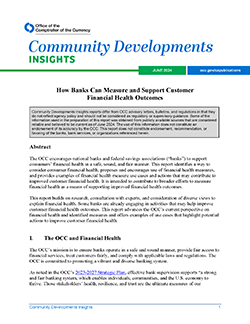 Office of the
Comptroller of the Currency
Community Developments
INSIGHTS
JUNE 2024
occ.gov/publications
How Banks Can Measure and Support Customer
Financial Health Outcomes
Community Developments Insights reports differ from OCC advisory letters, bulletins, and regulations in that they
do not reflect agency policy and should not be considered as regulatory or supervisory guidance. Some of the
information used in the preparation of this report was obtained from publicly available sources that are considered
reliable and believed to be current as of June 2024. The use of this information does not constitute an
endorsement of its accuracy by the OCC. This report does not constitute endorsement, recommendation, or
favoring of the banks, bank services, or organizations referenced herein.
Abstract
The OCC encourages national banks and federal savings associations (“banks”) to support
consumers’ financial health in a safe, sound, and fair manner. This report identifies a way to
consider consumer financial health, proposes and encourages use of financial health measures,
and provides examples of financial health measure use cases and actions that may contribute to
improved customer financial health. It is intended to contribute to broader efforts to measure
financial health as a means of supporting improved financial health outcomes.
This report builds on research, consultation with experts, and consideration of diverse views to
explain financial health. Some banks are already engaging in activities that may help improve
customer financial health outcomes. This report advances the OCC's current perspective on
financial health and identified measures and offers examples of use cases that highlight potential
actions to improve customer financial health.
I. The OCC and Financial Health
The OCC’s mission is to ensure banks operate in a safe and sound manner, provide fair access to
financial services, treat customers fairly, and comply with applicable laws and regulations. The
OCC is committed to promoting a vibrant and diverse banking system.
As noted in the OCC’s 2023-2027 Strategic Plan, effective bank supervision supports “a strong
and fair banking system, which enables individuals, communities, and the U.S. economy to
thrive. Those stakeholders’ health, resilience, and trust are the ultimate measures of our
Community Developments Insights
1